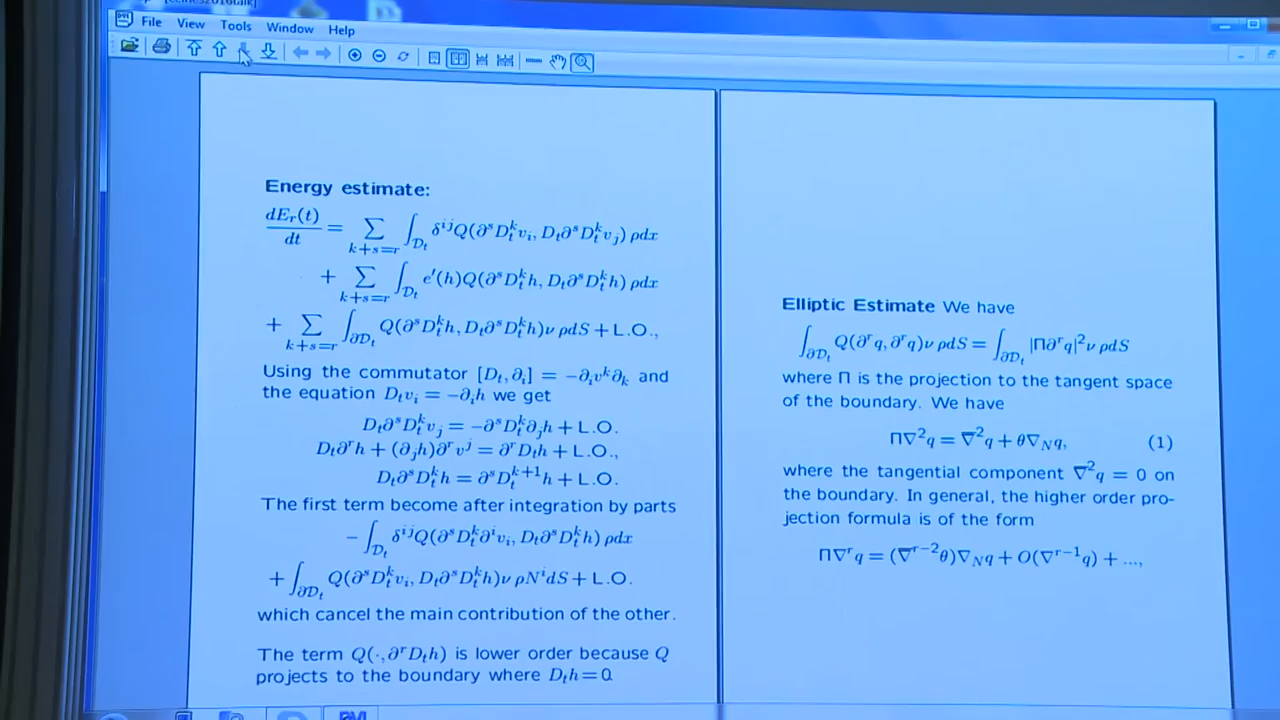 File View Tools Window Help
Energy estimate:
dE_r(t)/dt = ∑_{k+s=r} ∫_{𝒟_t} δ^{ij}Q(∂^s D_t^k v_i, D_t ∂^s D_t^k v_j) ρdx
+ ∑_{k+s=r} ∫_{𝒟_t} e′(h)Q(∂^s D_t^k h, D_t ∂^s D_t^k h) ρdx
+ ∑_{k+s=r} ∫_{∂𝒟_t} Q(∂^s D_t^k h, D_t ∂^s D_t^k h)ν ρdS + L.O.,
Using the commutator [D_t, ∂_i] = −∂_i v^k ∂_k and
the equation D_t v_i = −∂_i h we get
D_t ∂^s D_t^k v_j = −∂^s D_t^k ∂_j h + L.O.
D_t ∂^r h + (∂_j h)∂^r v^j = ∂^r D_t h + L.O.,
D_t ∂^s D_t^k h = ∂^s D_t^{k+1} h + L.O.
The first term become after integration by parts
− ∫_{𝒟_t} δ^{ij}Q(∂^s D_t^k ∂^i v_i, D_t ∂^s D_t^k h) ρdx
+ ∫_{∂𝒟_t} Q(∂^s D_t^k v_i, D_t ∂^s D_t^k h)ν ρN^i dS + L.O.
which cancel the main contribution of the other.
The term Q(·, ∂^r D_t h) is lower order because Q
projects to the boundary where D_t h = 0.
Elliptic Estimate We have
∫_{∂𝒟_t} Q(∂^r q, ∂^r q)ν ρdS = ∫_{∂𝒟_t} |Π∂^r q|²ν ρdS
where Π is the projection to the tangent space
of the boundary. We have
Π∇²q = ∇̅²q + θ∇_N q, (1)
where the tangential component ∇̅²q = 0 on
the boundary. In general, the higher order pro-
jection formula is of the form
Π∇^r q = (∇̅^{r−2}θ)∇_N q + O(∇^{r−1}q) + ...,